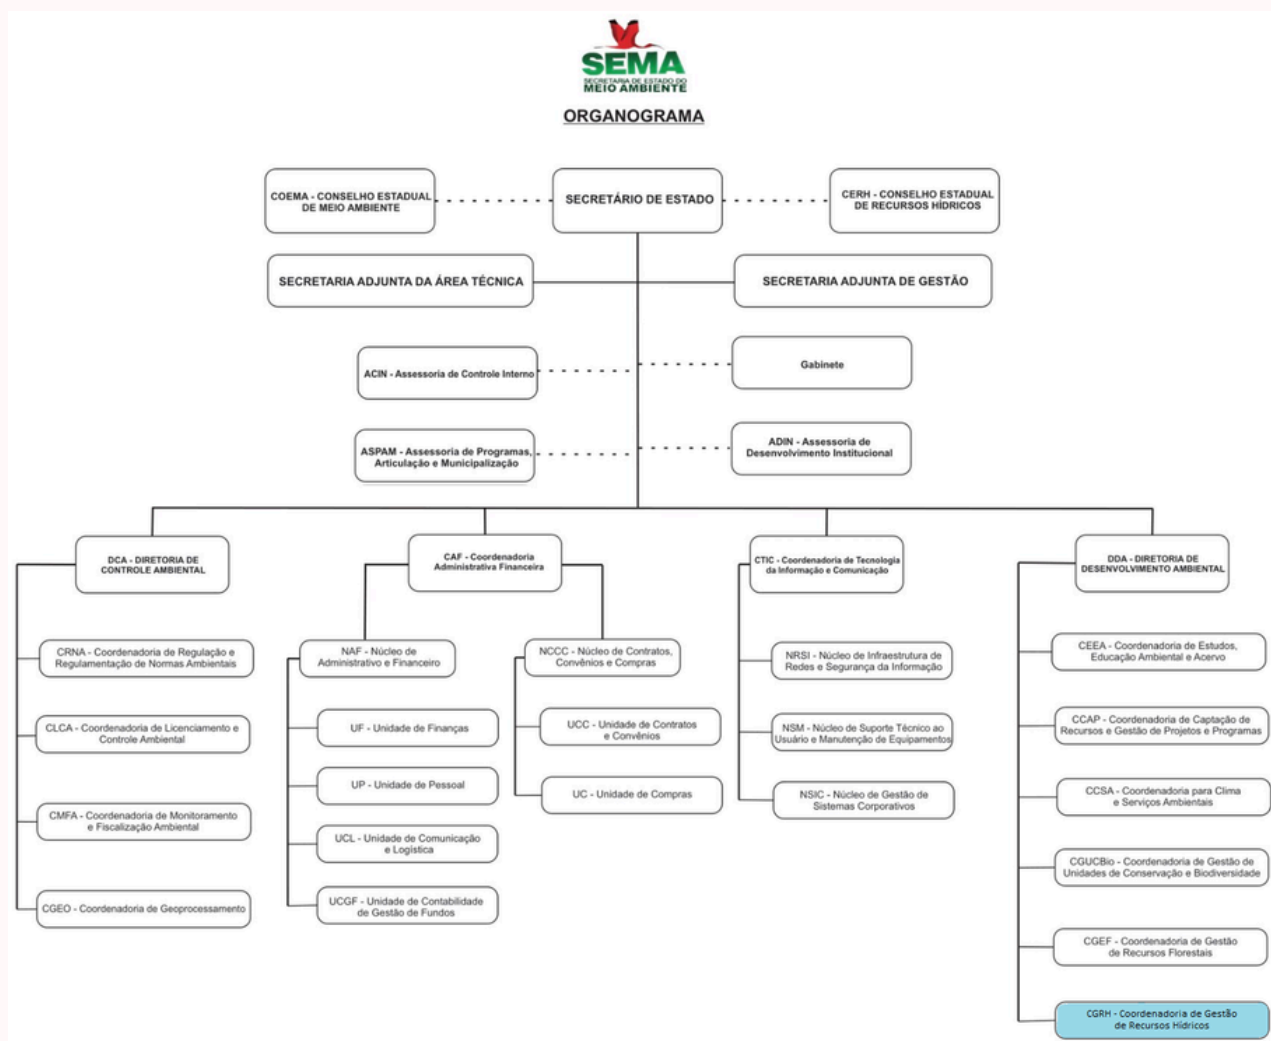 SEMA
SECRETARIA DE ESTADO DO
MEIO AMBIENTE
ORGANOGRAMA
COEMA - CONSELHO ESTADUAL
DE MEIO AMBIENTE
SECRETÁRIO DE ESTADO
CERH - CONSELHO ESTADUAL
DE RECURSOS HÍDRICOS
SECRETARIA ADJUNTA DA ÁREA TÉCNICA
SECRETARIA ADJUNTA DE GESTÃO
ACIN - Assessoria de Controle Interno
Gabinete
ASPAM - Assessoria de Programas,
Articulação e Municipalização
ADIN - Assessoria de
Desenvolvimento Institucional
DCA - DIRETORIA DE
CONTROLE AMBIENTAL
CRNA - Coordenadoria de Regulação e
Regulamentação de Normas Ambientais
CLCA - Coordenadoria de Licenciamento e
Controle Ambiental
CMFA - Coordenadoria de Monitoramento
e Fiscalização Ambiental
CGEO - Coordenadoria de Geoprocessamento
CAF - Coordenadoria
Administrativa Financeira
NAF - Núcleo de
Administrativo e Financeiro
UF - Unidade de Finanças
UP - Unidade de Pessoal
UCL - Unidade de Comunicação
e Logística
UCGF - Unidade de Contabilidade
de Gestão de Fundos
NCCC - Núcleo de Contratos,
Convênios e Compras
UCC - Unidade de Contratos
e Convênios
UC - Unidade de Compras
CTIC - Coordenadoria de Tecnologia
da Informação e Comunicação
NRSI - Núcleo de Infraestrutura de
Redes e Segurança da Informação
NSM - Núcleo de Suporte Técnico ao
Usuário e Manutenção de Equipamentos
NSIC - Núcleo de Gestão de
Sistemas Corporativos
DDA - DIRETORIA DE
DESENVOLVIMENTO AMBIENTAL
CEEA - Coordenadoria de Estudos,
Educação Ambiental e Acervo
CCAP - Coordenadoria de Captação de
Recursos e Gestão de Projetos e Programas
CCSA - Coordenadoria para Clima
e Serviços Ambientais
CGUCBio - Coordenadoria de Gestão de
Unidades de Conservação e Biodiversidade
CGEF - Coordenadoria de Gestão
de Recursos Florestais
CGRH - Coordenadoria de Gestão
de Recursos Hídricos